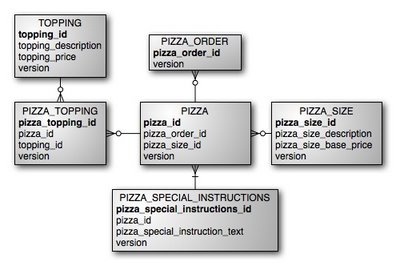 TOPPING
topping_id
topping_description
topping_price
version
PIZZA_ORDER
pizza_order_id
version
PIZZA_TOPPING
pizza_topping_id
pizza_id
topping_id
version
PIZZA
pizza_id
pizza_order_id
pizza_size_id
version
PIZZA_SIZE
pizza_size_id
pizza_size_description
pizza_size_base_price
version
PIZZA_SPECIAL_INSTRUCTIONS
pizza_special_instructions_id
pizza_id
pizza_special_instruction_text
version